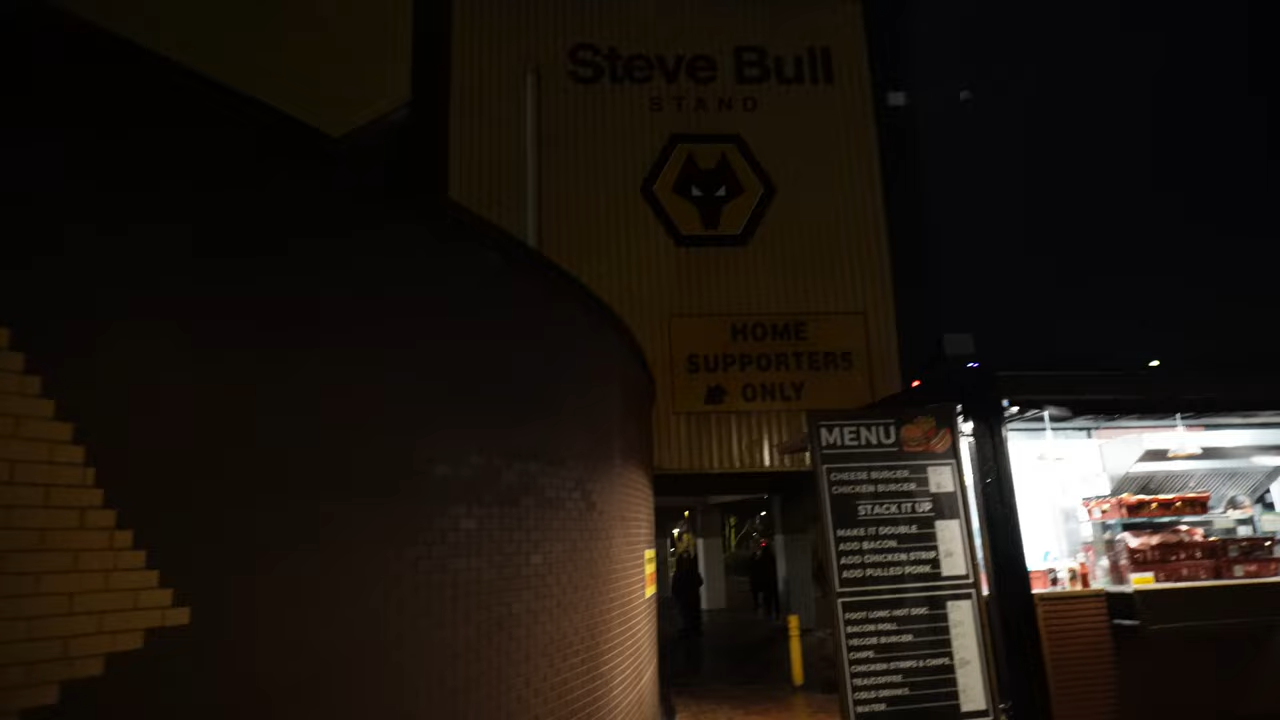 Steve Bull
STAND
HOME
SUPPORTERS
ONLY
MENU
CHEESE BURGER
CHICKEN BURGER
STACK IT UP
MAKE IT DOUBLE
ADD BACON
ADD CHICKEN STRIP
ADD PULLED PORK
FOOT LONG HOT DOG
BACON ROLL
VEGGIE BURGER
CHIPS
CHICKEN STRIPS & CHIPS
TEA/COFFEE
COLD DRINKS
WATER